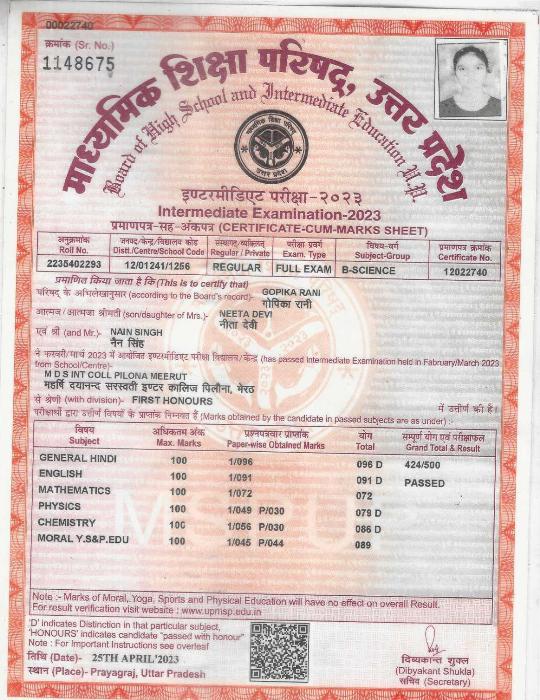 00022740
क्रमांक (Sr. No.)
1148675
माध्यमिक शिक्षा परिषद्, उत्तर प्रदेश
Board of High School and Intermediate Education U.P.
इण्टरमीडिएट परीक्षा-२०२३
Intermediate Examination-2023
प्रमाणपत्र-सह-अंकपत्र (CERTIFICATE-CUM-MARKS SHEET)
अनुक्रमांक जनपद/केन्द्र/विद्यालय कोड संस्थागत/व्यक्तिगत परीक्षा प्रवर्ग विषय-वर्ग प्रमाणपत्र क्रमांक
Roll No. Distt./Centre/School Code Regular / Private Exam. Type Subject-Group Certificate No.
2235402293 12/01241/1256 REGULAR FULL EXAM B-SCIENCE 12022740
प्रमाणित किया जाता है कि (This is to certify that)
परिषद् के अभिलेखानुसार (according to the Board's record)- GOPIKA RANI
गोपिका रानी
आत्मज / आत्मजा श्रीमती (son/daughter of Mrs.)- NEETA DEVI
नीता देवी
एवं श्री (and Mr.)- NAIN SINGH
नैन सिंह
ने फरवरी/मार्च 2023 में आयोजित इण्टरमीडिएट परीक्षा विद्यालय/केन्द्र (has passed Intermediate Examination held in Fabruary/March 2023
from School/Centre)-
M D S INT COLL PILONA MEERUT
महर्षि दयानन्द सरस्वती इण्टर कालिज पिलौना, मेरठ
से श्रेणी (with division)- FIRST HONOURS में उत्तीर्ण की है।
परीक्षार्थी द्वारा उत्तीर्ण विषयों के प्राप्तांक निम्नवत हैं (Marks obtained by the candidate in passed subjects are as under) :-
विषय अधिकतम अंक प्रश्नपत्रवार प्राप्तांक योग सम्पूर्ण योग एवं परीक्षाफल
Subject Max. Marks Paper-wise Obtained Marks Total Grand Total & Result
GENERAL HINDI 100 1/096 096 D 424/500
ENGLISH 100 1/091 091 D PASSED
MATHEMATICS 100 1/072 072
PHYSICS 100 1/049 P/030 079 D
CHEMISTRY 100 1/056 P/030 086 D
MORAL Y.S&P.EDU 100 1/045 P/044 089
Note :- Marks of Moral, Yoga, Sports and Physical Education will have no effect on overall Result.
For result verification visit website : www.upmsp.edu.in
'D' indicates Distinction in that particular subject,
'HONOURS' indicates candidate "passed with honour"
Note : For Important Instructions see overleaf
तिथि (Date)- 25TH APRIL'2023
स्थान (Place)- Prayagraj, Uttar Pradesh
दिव्यकान्त शुक्ल
(Dibyakant Shukla)
सचिव (Secretary)